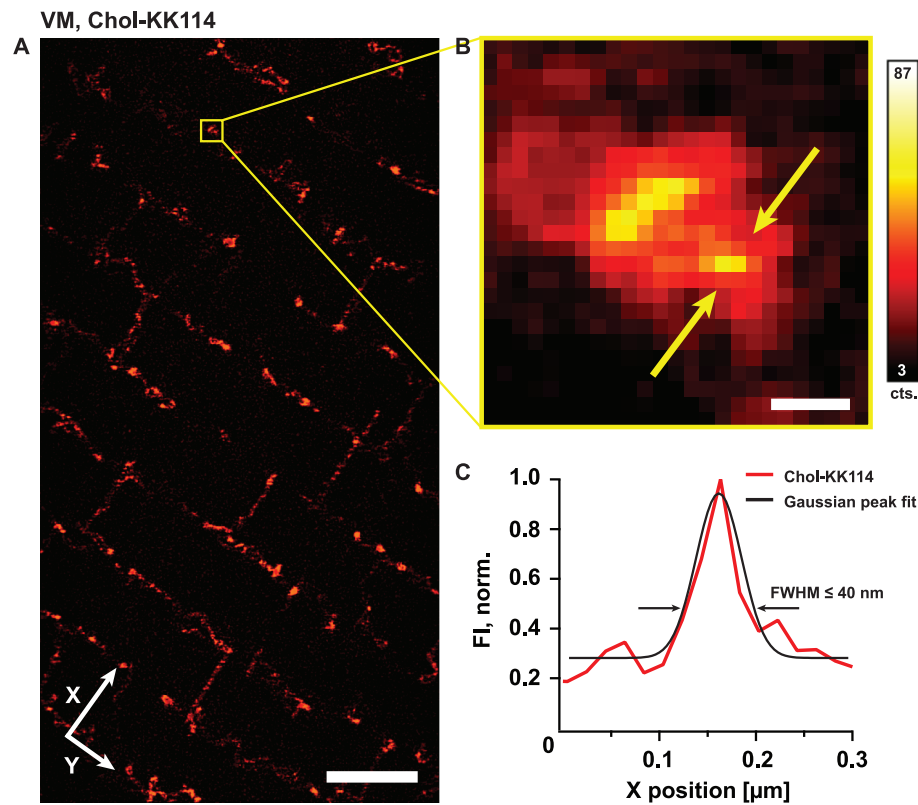 VM, Chol-KK114
A
B
X
Y
87
3
cts.
C
Chol-KK114
Gaussian peak fit
FWHM ≤ 40 nm
FI, norm.
1.0
0.8
0.6
0.4
0.2
0
0.1
0.2
0.3
X position [µm]